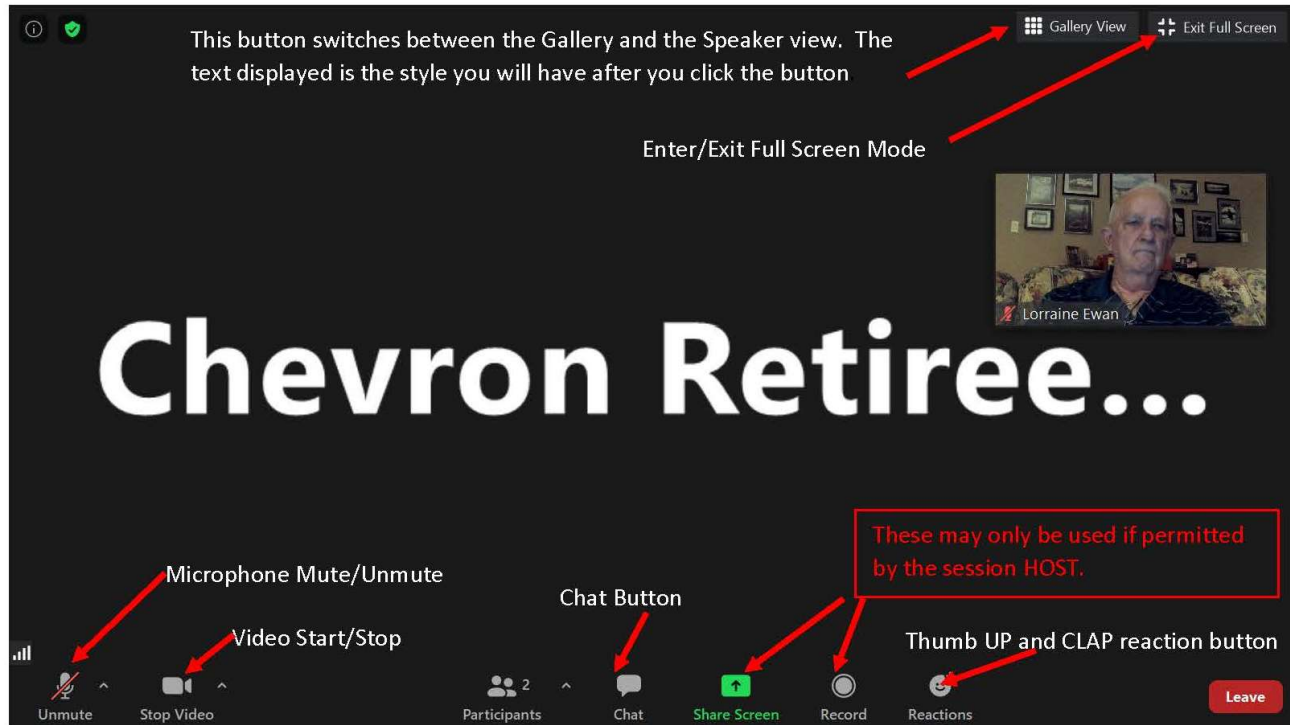 This button switches between the Gallery and the Speaker view. The
text displayed is the style you will have after you click the button
Gallery View
Exit Full Screen
Enter/Exit Full Screen Mode
Lorraine Ewan
Chevron Retiree...
These may only be used if permitted
by the session HOST.
Microphone Mute/Unmute
Chat Button
Video Start/Stop
Thumb UP and CLAP reaction button
2
Unmute
Stop Video
Participants
Chat
Share Screen
Record
Reactions
Leave